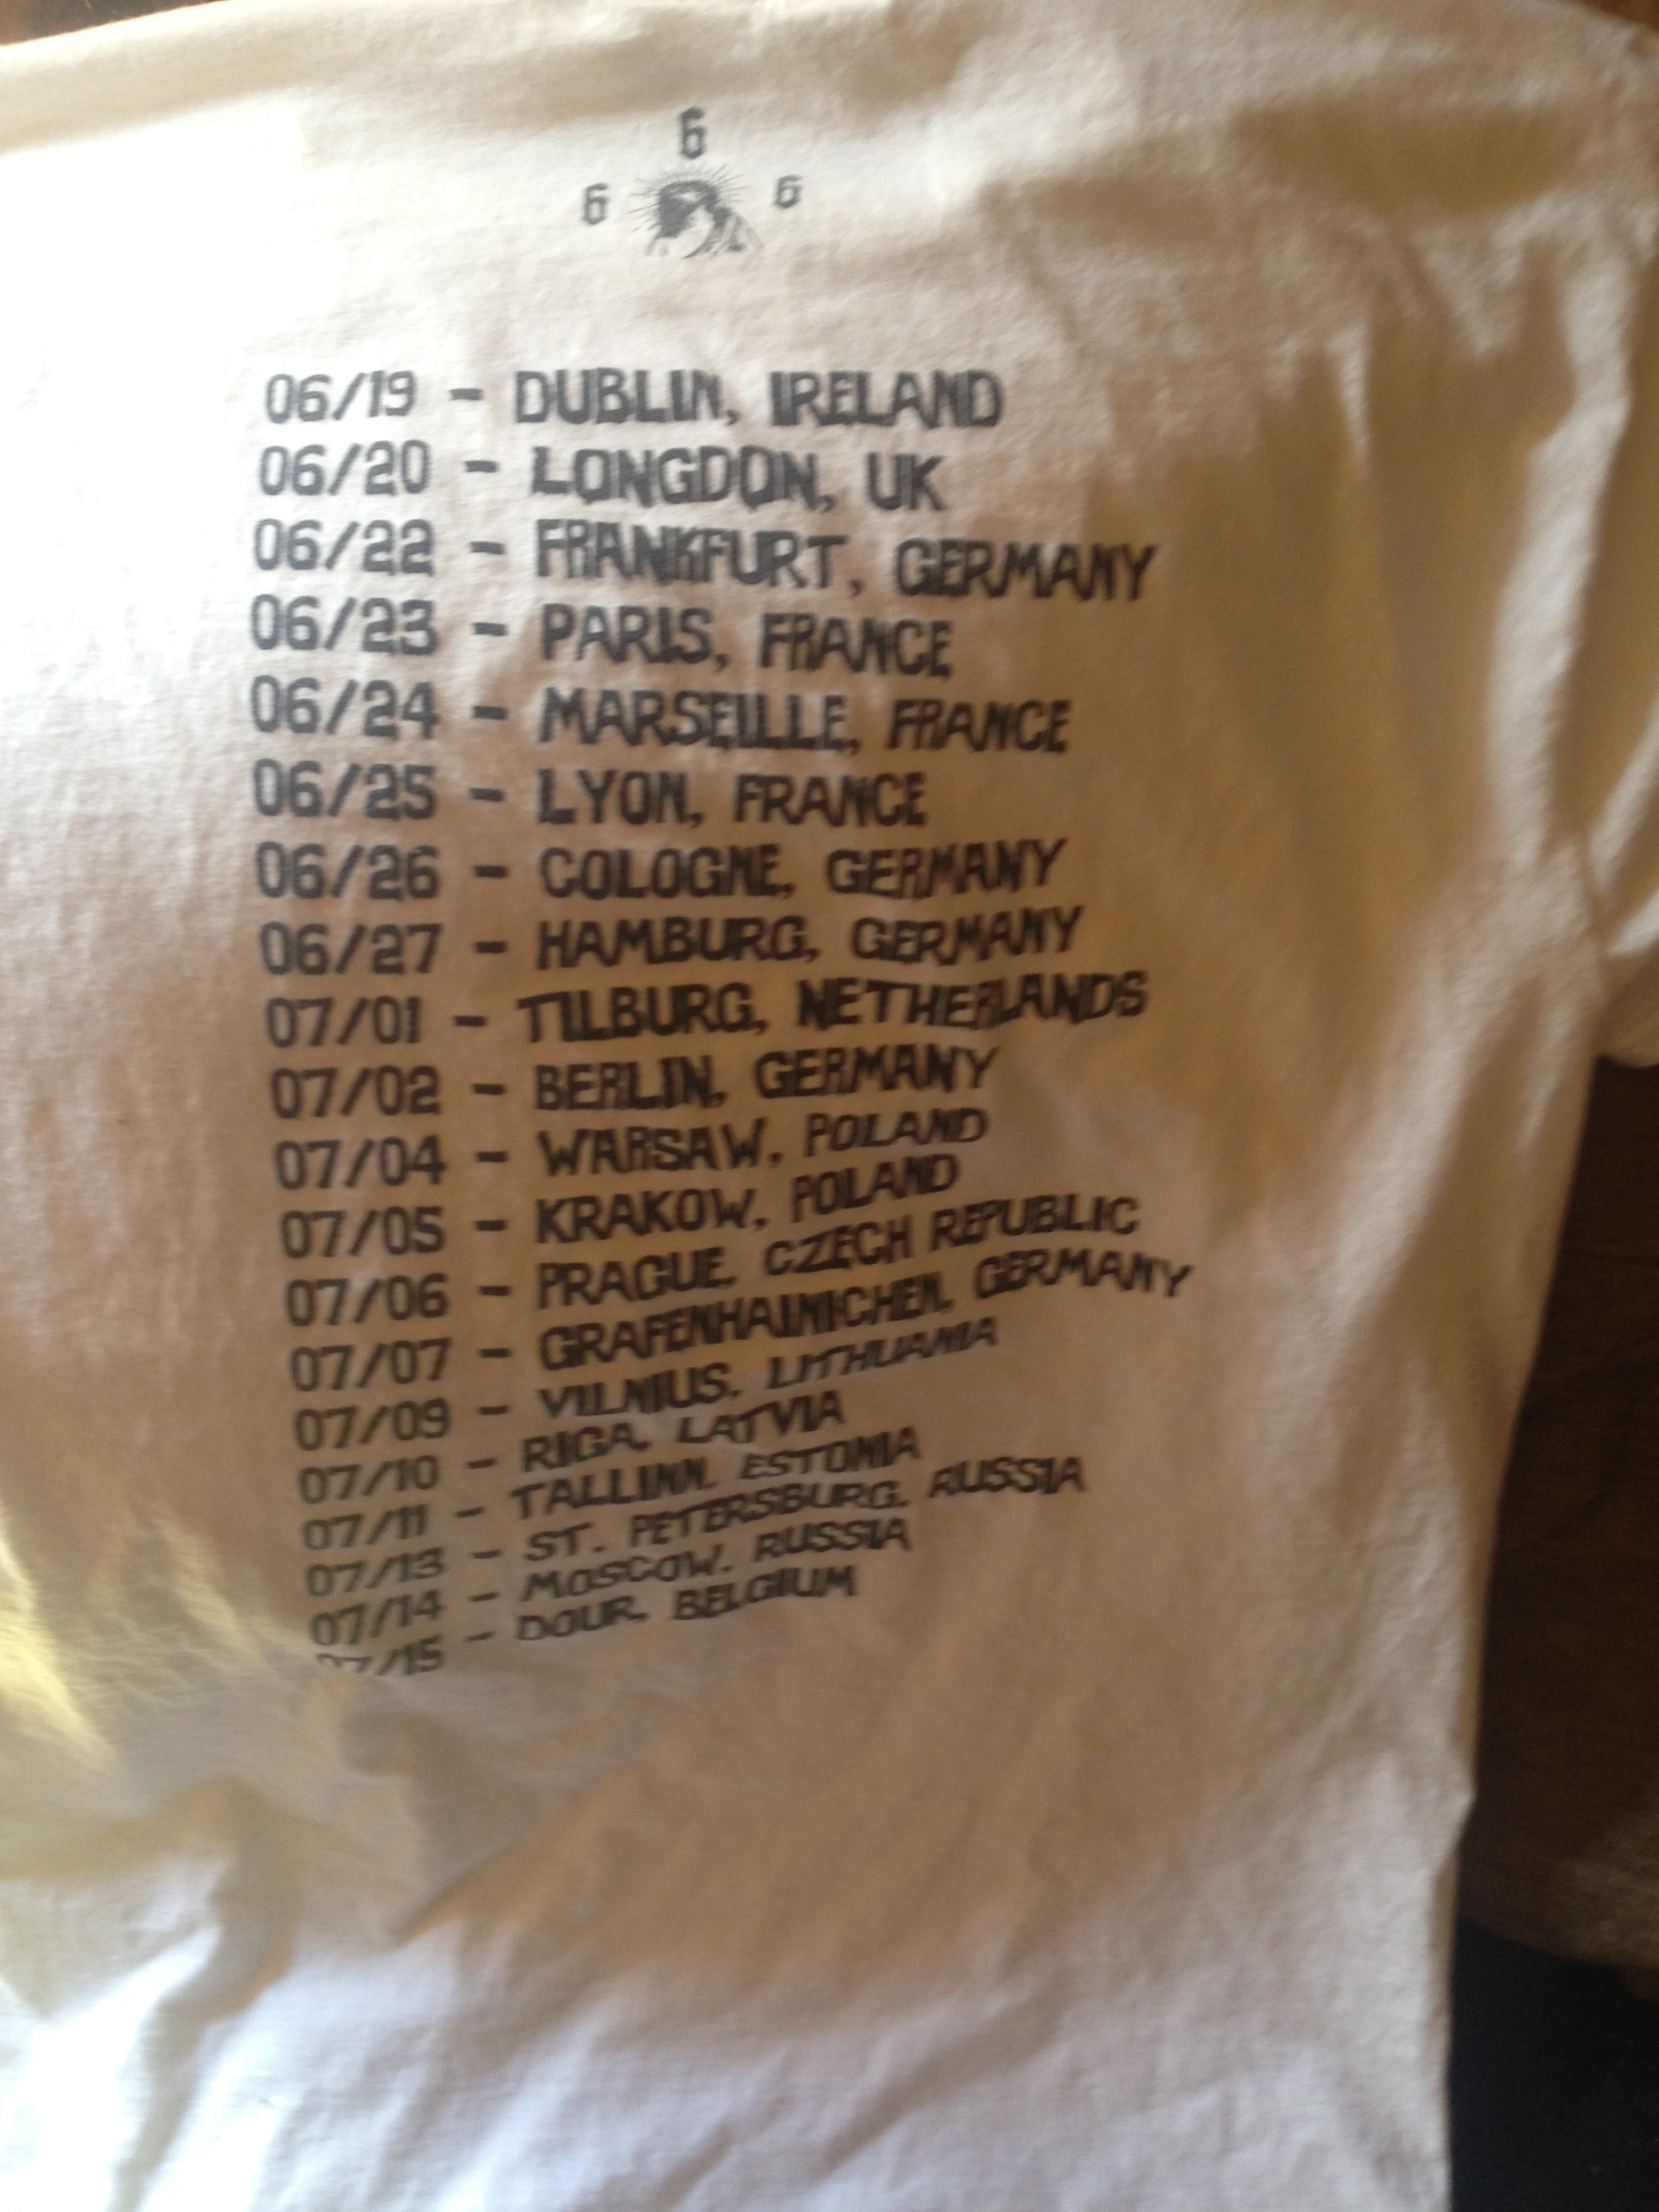 6
6 6
06/19 - DUBLIN, IRELAND
06/20 - LONGDON, UK
06/22 - FRANKFURT, GERMANY
06/23 - PARIS, FRANCE
06/24 - MARSEILLE, FRANCE
06/25 - LYON, FRANCE
06/26 - COLOGNE, GERMANY
06/27 - HAMBURG, GERMANY
07/01 - TILBURG, NETHERLANDS
07/02 - BERLIN, GERMANY
07/04 - WARSAW, POLAND
07/05 - KRAKOW, POLAND
07/06 - PRAGUE, CZECH REPUBLIC
07/07 - GRAFENHAINICHEN, GERMANY
07/09 - VILNIUS, LITHUANIA
07/10 - RIGA, LATVIA
07/11 - TALLINN, ESTONIA
07/13 - ST. PETERSBURG, RUSSIA
07/14 - MOSCOW, RUSSIA
07/15 - DOUR, BELGIUM